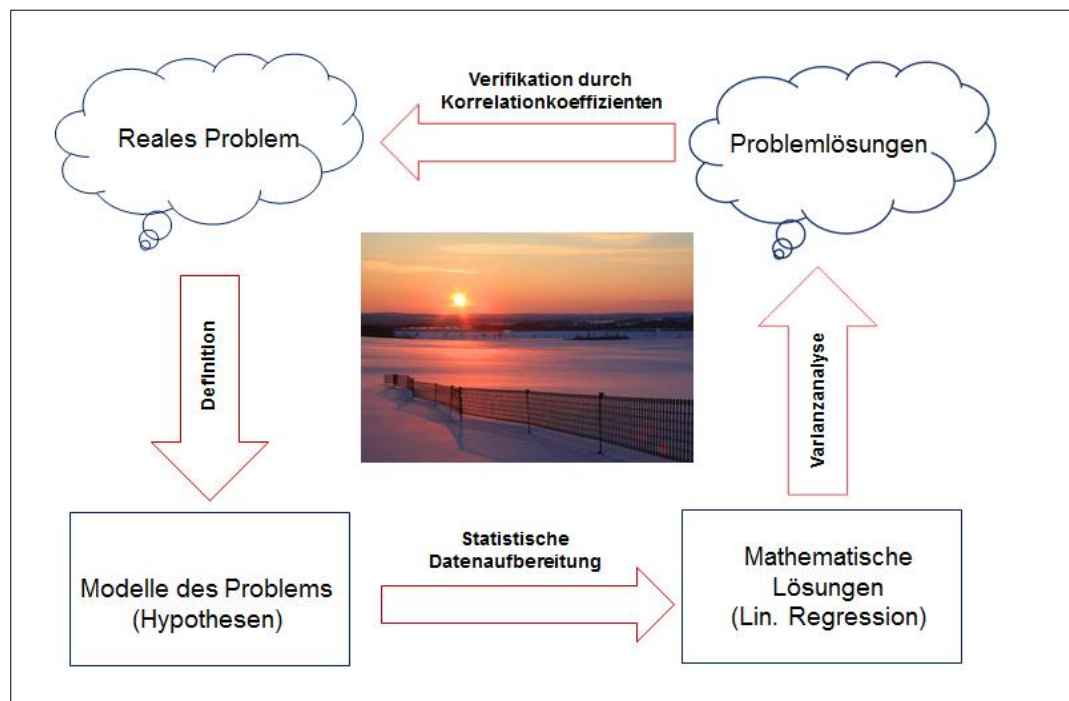 Verifikation durch
Korrelationkoeffizienten
Reales Problem
Problemlösungen
Definition
Varianzanalyse
Statistische
Datenaufbereitung
Modelle des Problems
(Hypothesen)
Mathematische
Lösungen
(Lin. Regression)